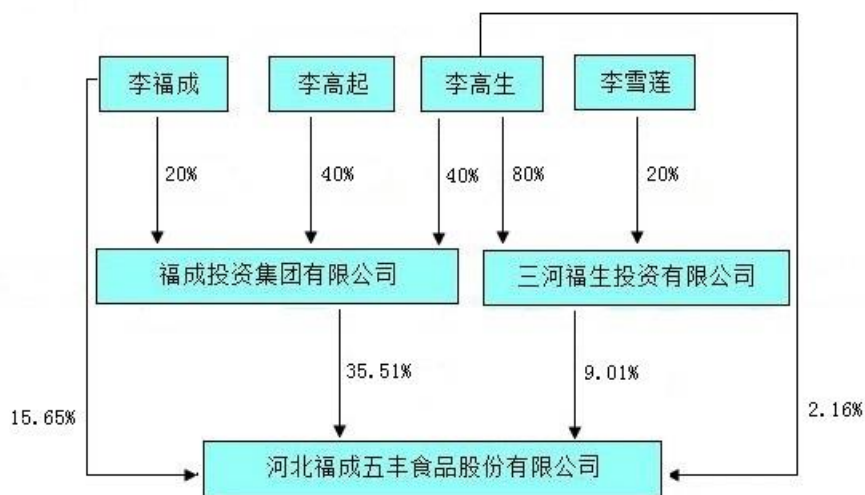 李福成
李高起
李高生
李雪莲
20%
40%
40%
80%
20%
福成投资集团有限公司
三河福生投资有限公司
35.51%
9.01%
15.65%
2.16%
河北福成五丰食品股份有限公司